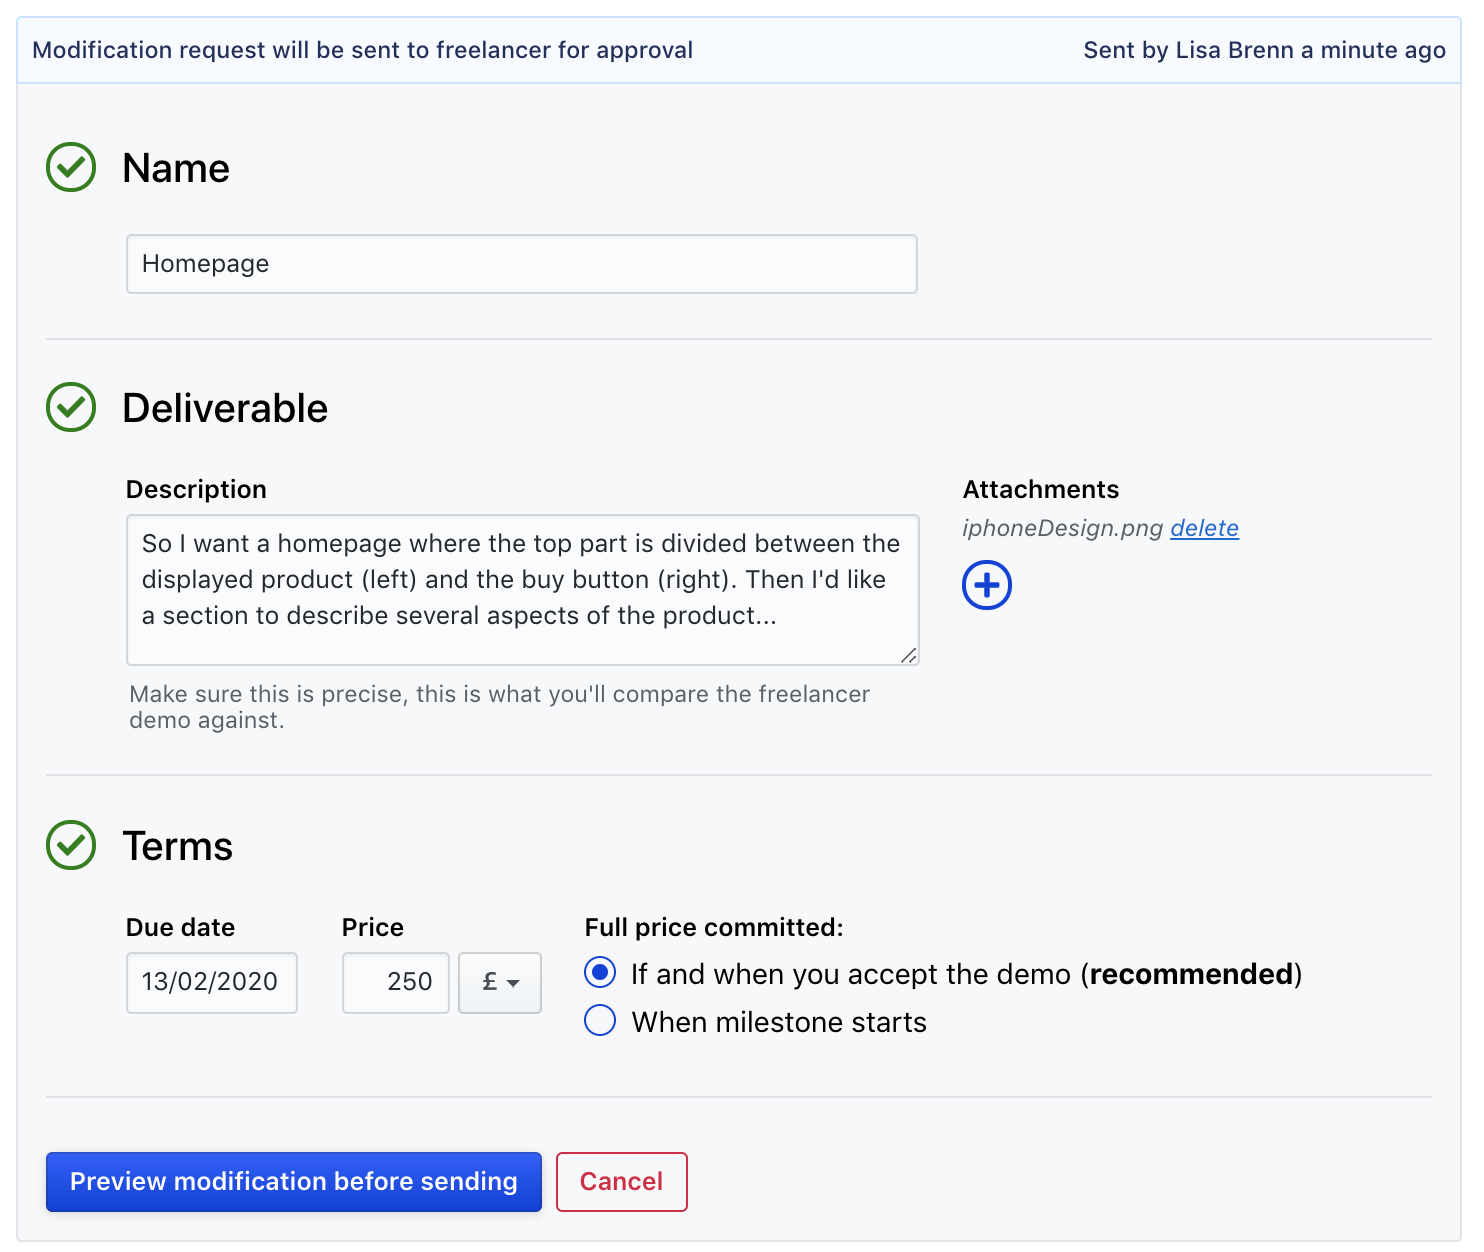 Modification request will be sent to freelancer for approval
Sent by Lisa Brenn a minute ago
Name
Homepage
Deliverable
Description
So I want a homepage where the top part is divided between the
displayed product (left) and the buy button (right). Then I'd like
a section to describe several aspects of the product...
Make sure this is precise, this is what you'll compare the freelancer
demo against.
Attachments
iphoneDesign.png delete
Terms
Due date
13/02/2020
Price
250 £
Full price committed:
If and when you accept the demo (recommended)
When milestone starts
Preview modification before sending
Cancel